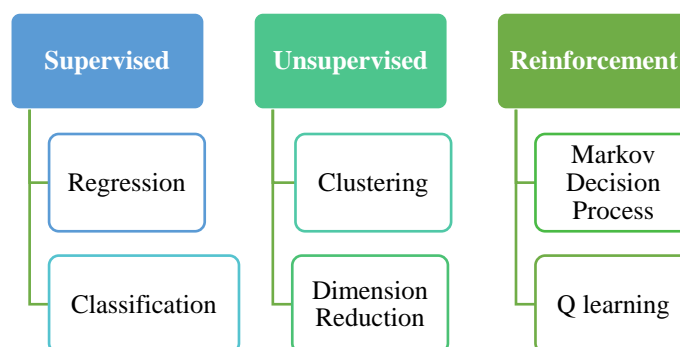 Supervised
Regression
Classification
Unsupervised
Clustering
Dimension
Reduction
Reinforcement
Markov
Decision
Process
Q learning